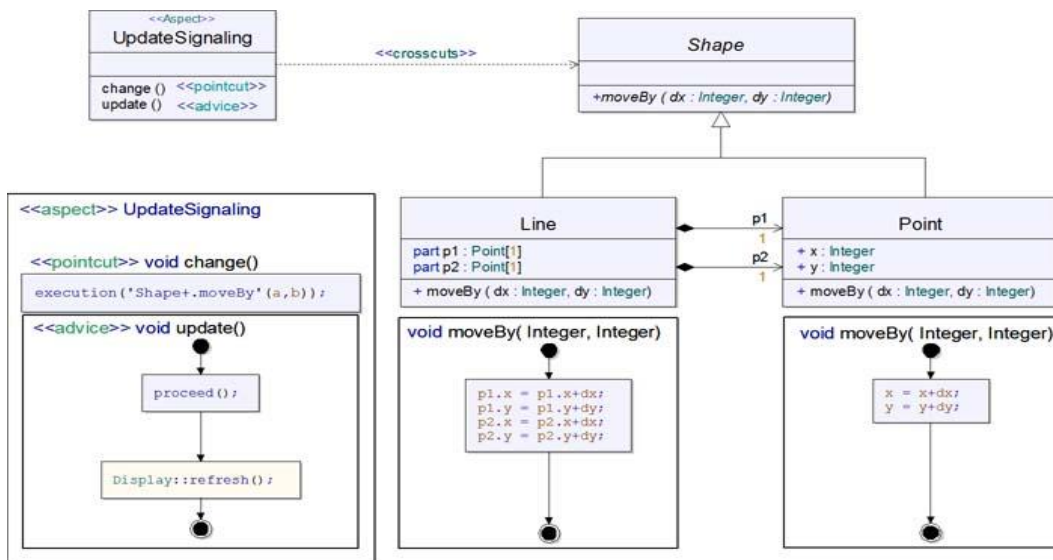 <<Aspect>>
UpdateSignaling
change () <<pointcut>>
update () <<advice>>
<<crosscuts>>
Shape
+moveBy ( dx : Integer, dy : Integer)
<<aspect>> UpdateSignaling
<<pointcut>> void change()
execution('Shape+.moveBy'(a,b));
<<advice>> void update()
proceed();
Display::refresh();
Line
part p1 : Point[1]
part p2 : Point[1]
+ moveBy ( dx : Integer, dy : Integer)
p1
1
p2
1
Point
+ x : Integer
+ y : Integer
+ moveBy ( dx : Integer, dy : Integer)
void moveBy( Integer, Integer)
p1.x = p1.x+dx;
p1.y = p1.y+dy;
p2.x = p2.x+dx;
p2.y = p2.y+dy;
void moveBy( Integer, Integer)
x = x+dx;
y = y+dy;